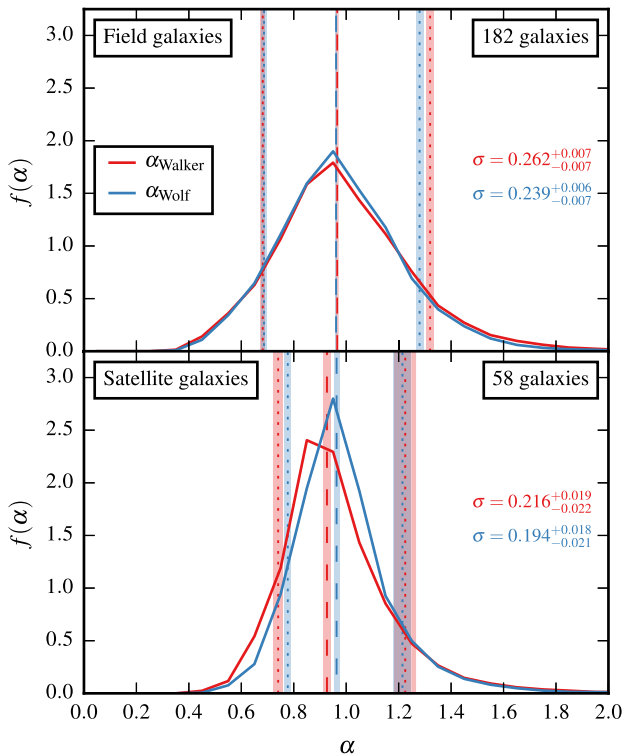 Field galaxies
182 galaxies
α_Walker
α_Wolf
σ = 0.262 +0.007 −0.007
σ = 0.239 +0.006 −0.007
f(α)
3.0
2.5
2.0
1.5
1.0
0.5
0.0
Satellite galaxies
58 galaxies
σ = 0.216 +0.019 −0.022
σ = 0.194 +0.018 −0.021
f(α)
3.0
2.5
2.0
1.5
1.0
0.5
0.0
0.0 0.2 0.4 0.6 0.8 1.0 1.2 1.4 1.6 1.8 2.0
α